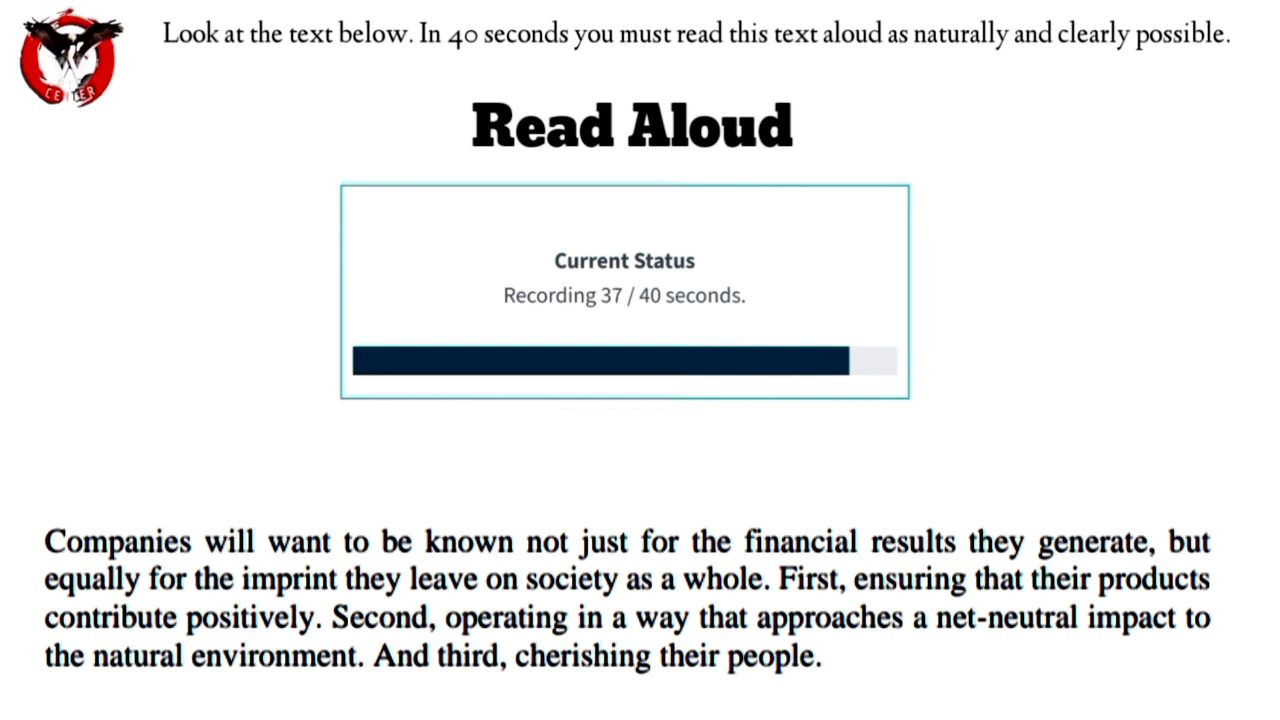 Look at the text below. In 40 seconds you must read this text aloud as naturally and clearly possible.
CENTER
Read Aloud
Current Status
Recording 37 / 40 seconds.
Companies will want to be known not just for the financial results they generate, but
equally for the imprint they leave on society as a whole. First, ensuring that their products
contribute positively. Second, operating in a way that approaches a net-neutral impact to
the natural environment. And third, cherishing their people.